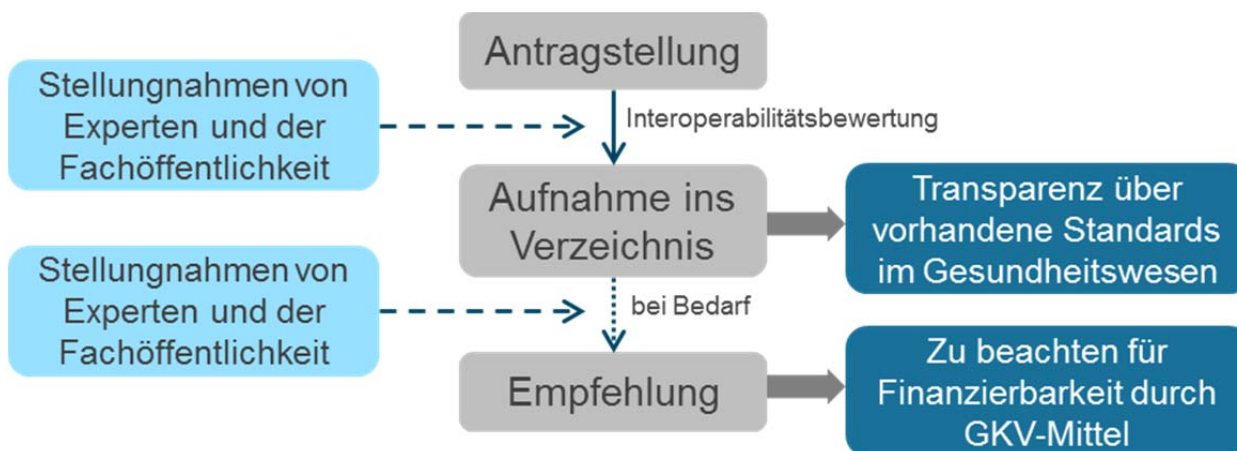 Antragstellung
Stellungnahmen von
Experten und der
Fachöffentlichkeit
Interoperabilitätsbewertung
Aufnahme ins
Verzeichnis
Transparenz über
vorhandene Standards
im Gesundheitswesen
Stellungnahmen von
Experten und der
Fachöffentlichkeit
bei Bedarf
Empfehlung
Zu beachten für
Finanzierbarkeit durch
GKV-Mittel